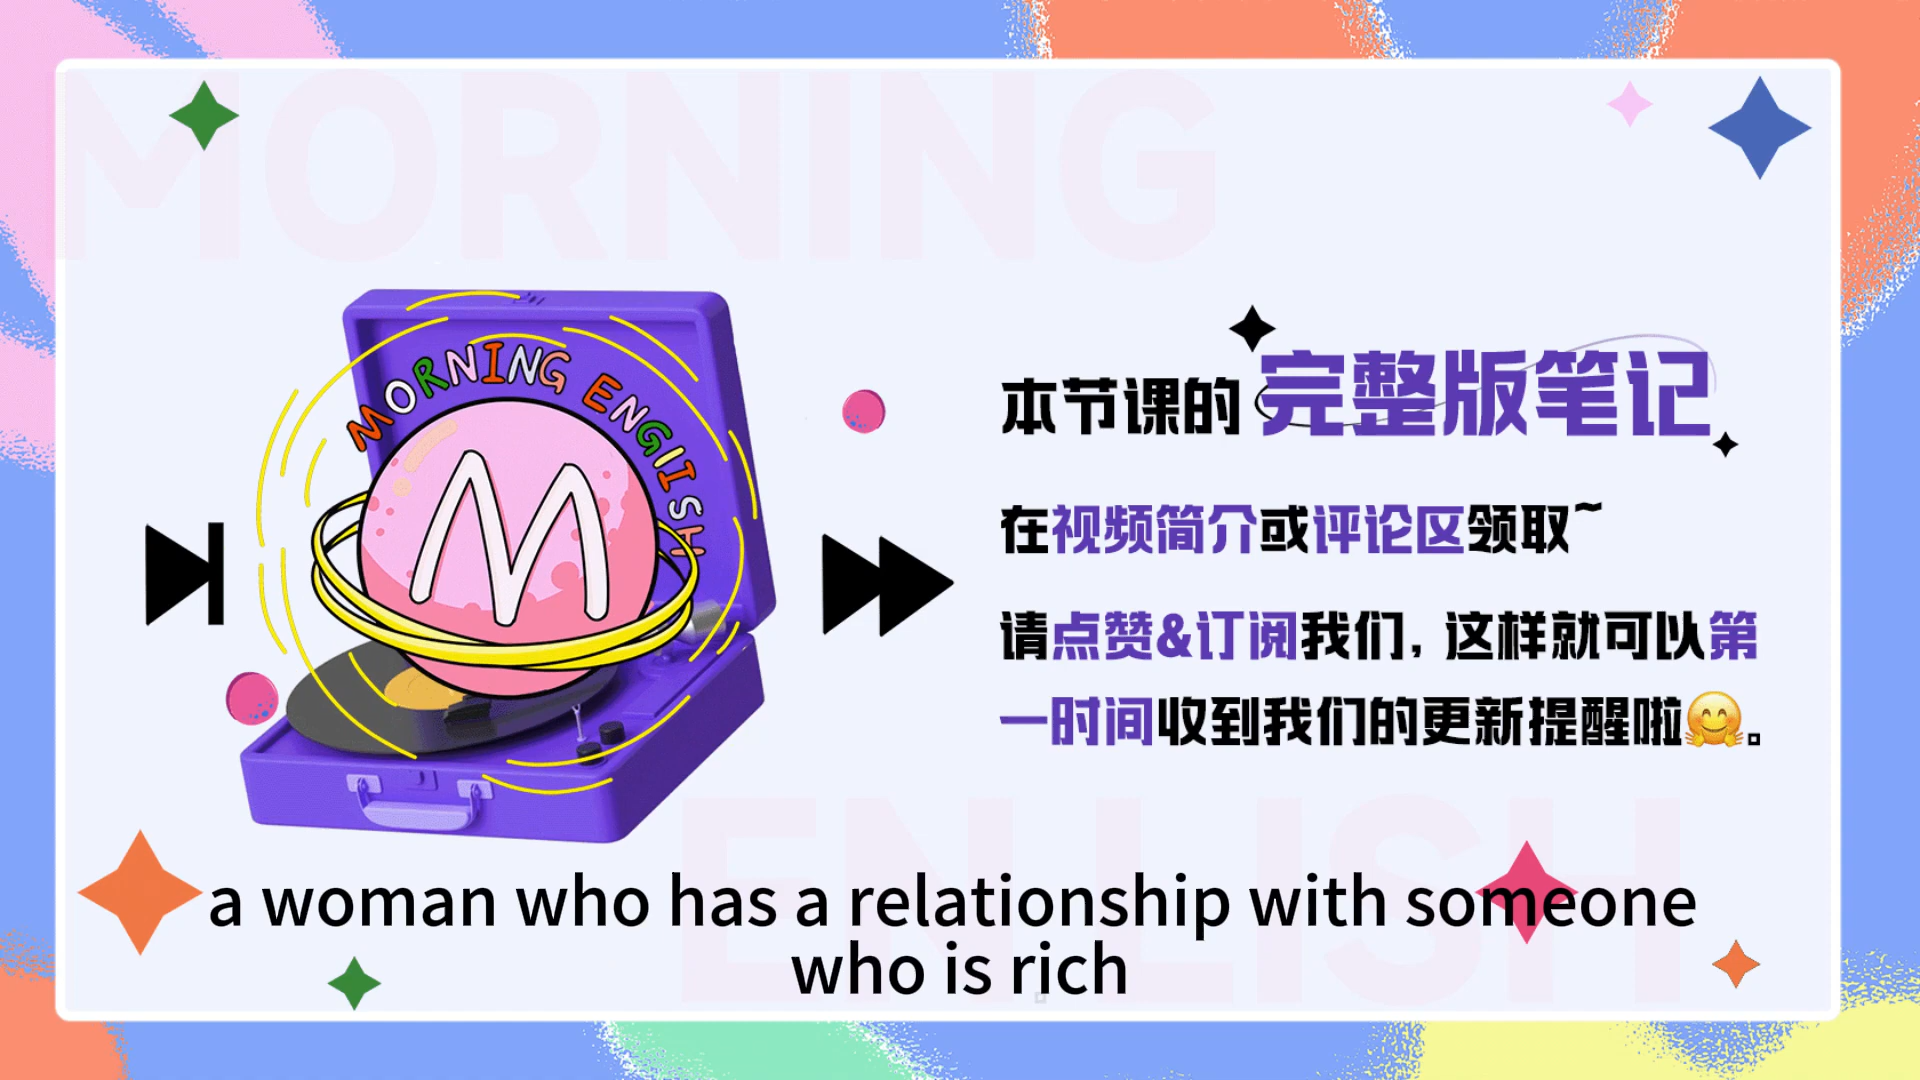 MORNING
MORNING ENGLISH
M
本节课的完整版笔记
在视频简介或评论区领取~
请点赞&订阅我们，这样就可以第
一时间收到我们的更新提醒啦🤗。
EN LISH
a woman who has a relationship with someone
who is rich